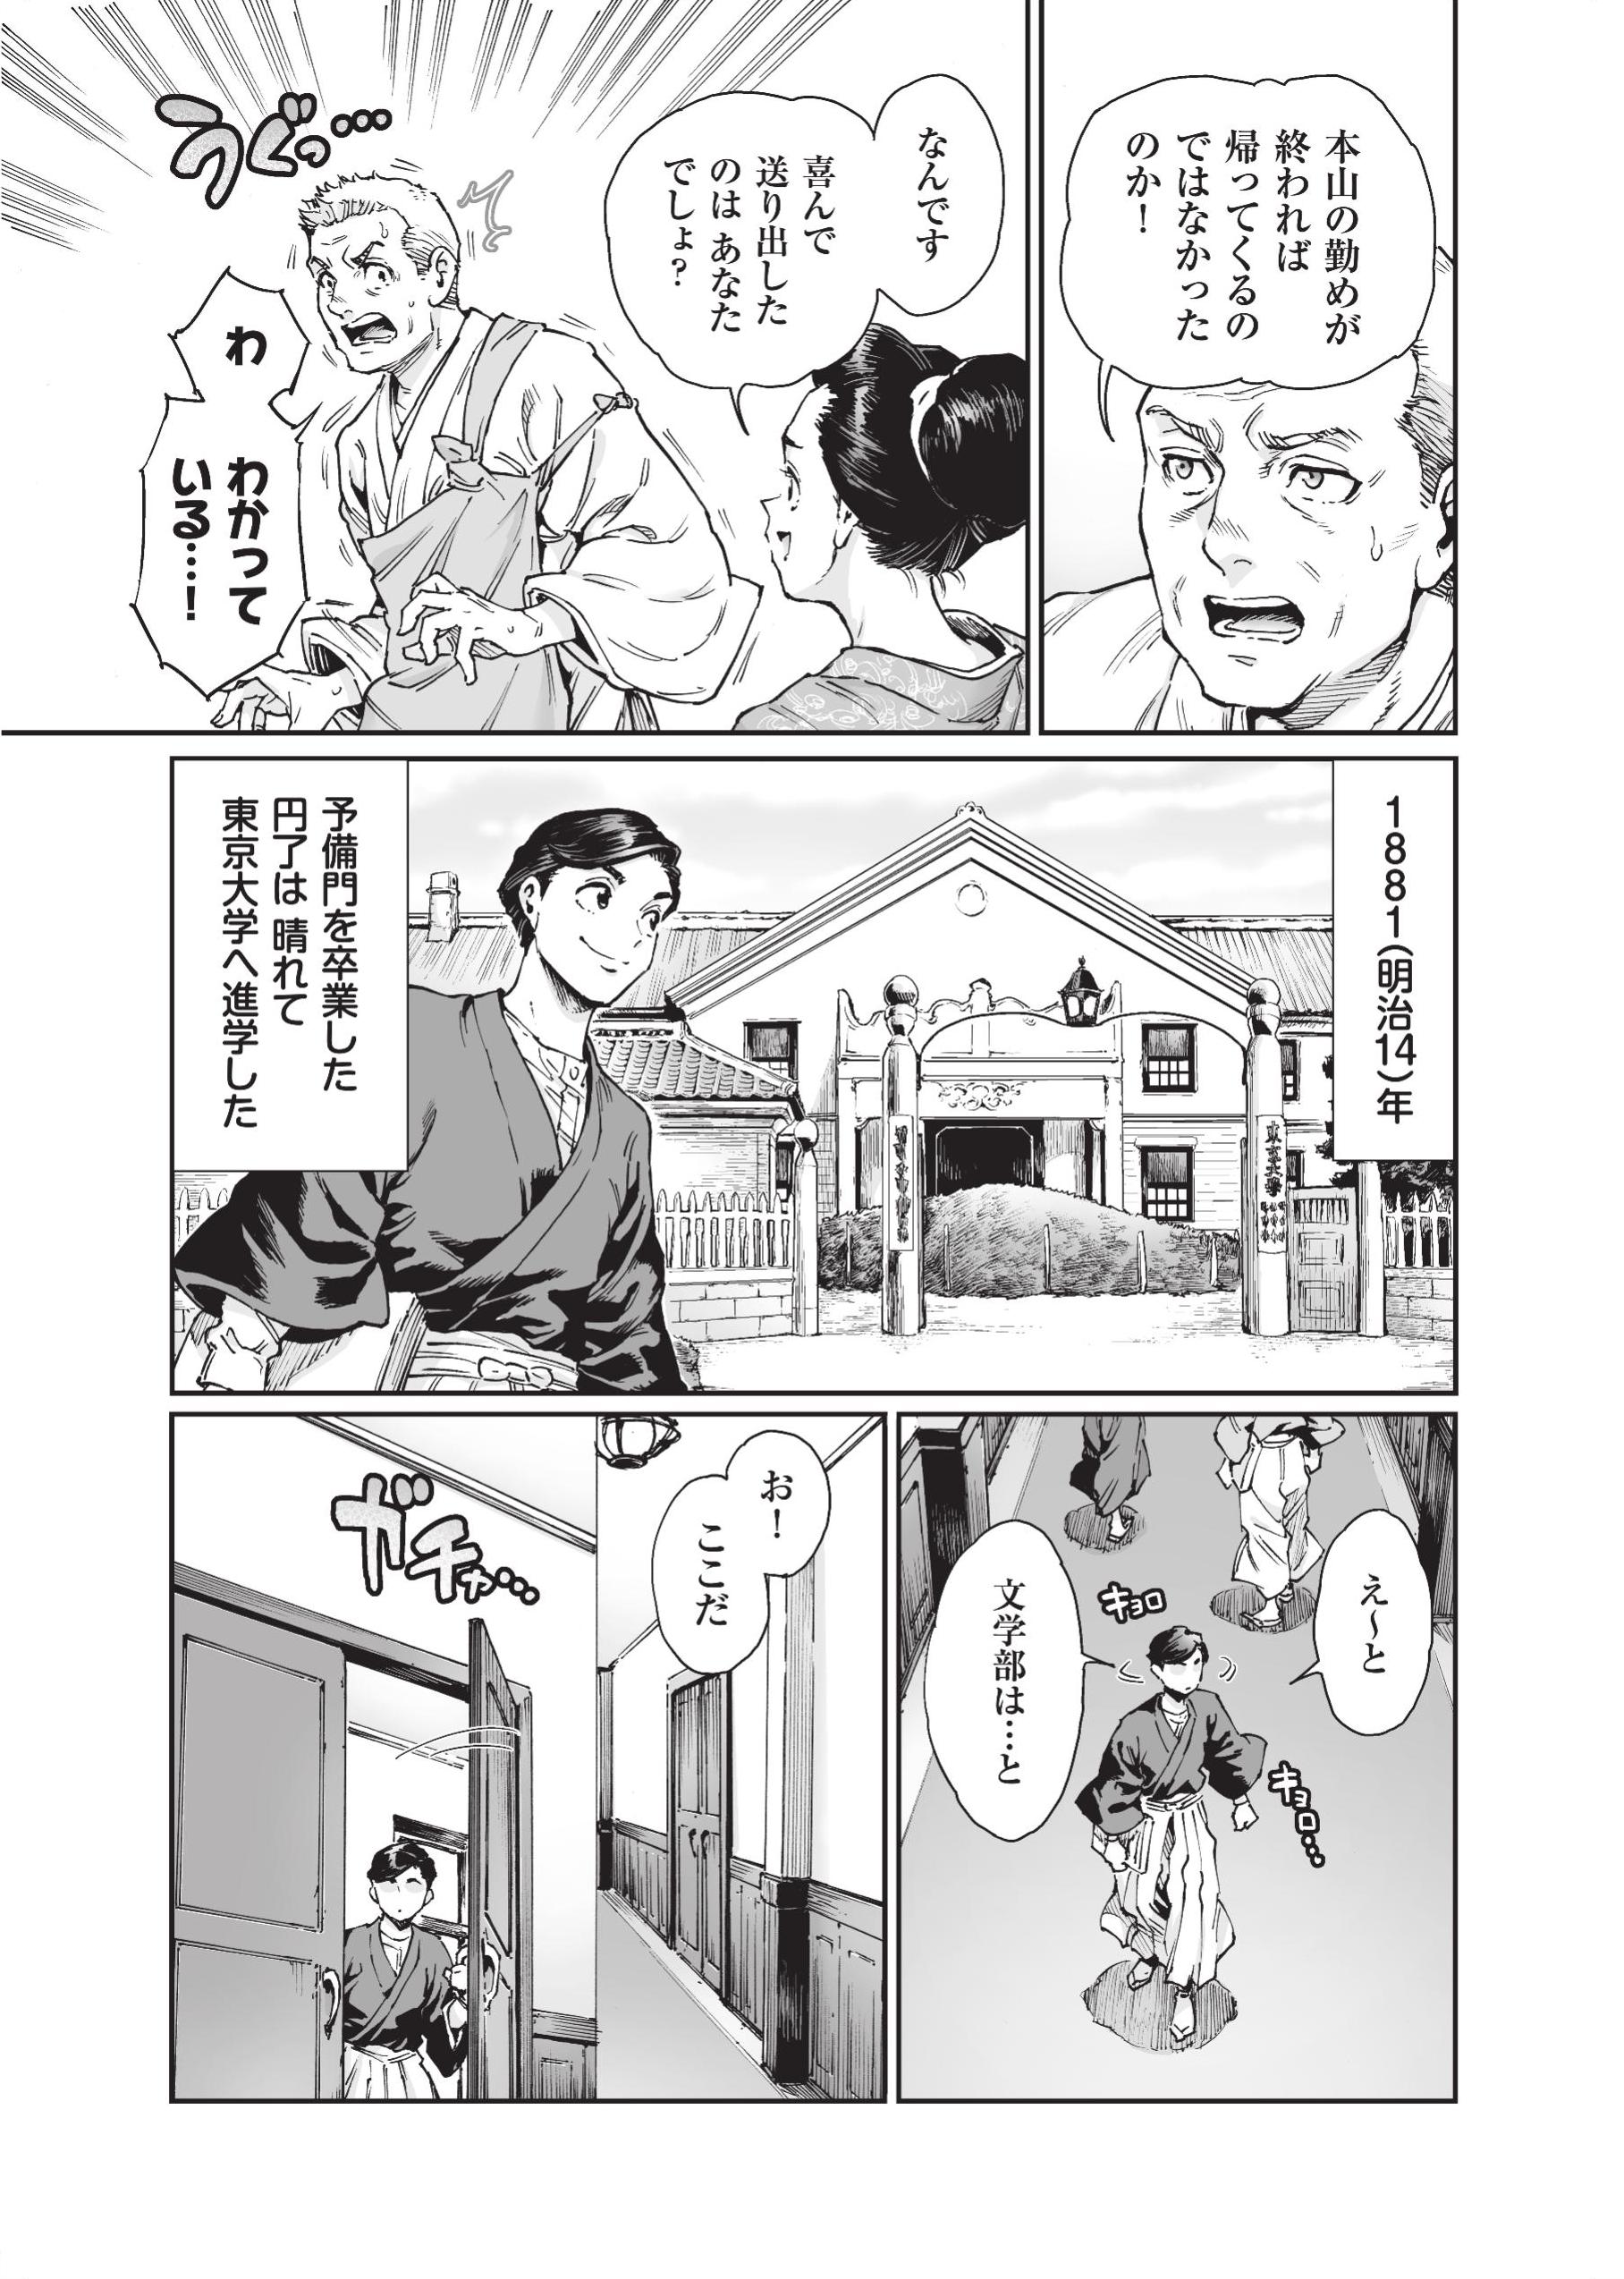 本山の勤めが
終われば
帰ってくるの
ではなかった
のか！
なんです
喜んで
送り出した
のは あなた
でしょ？
うぐっ…
わ
わかって
いる…！
1881(明治14)年
東京大學
予備門を卒業した
円了は 晴れて
東京大学へ進学した
え〜と
キョロ
文学部は…と
キョロ…
お！
ここだ
ガチャ…